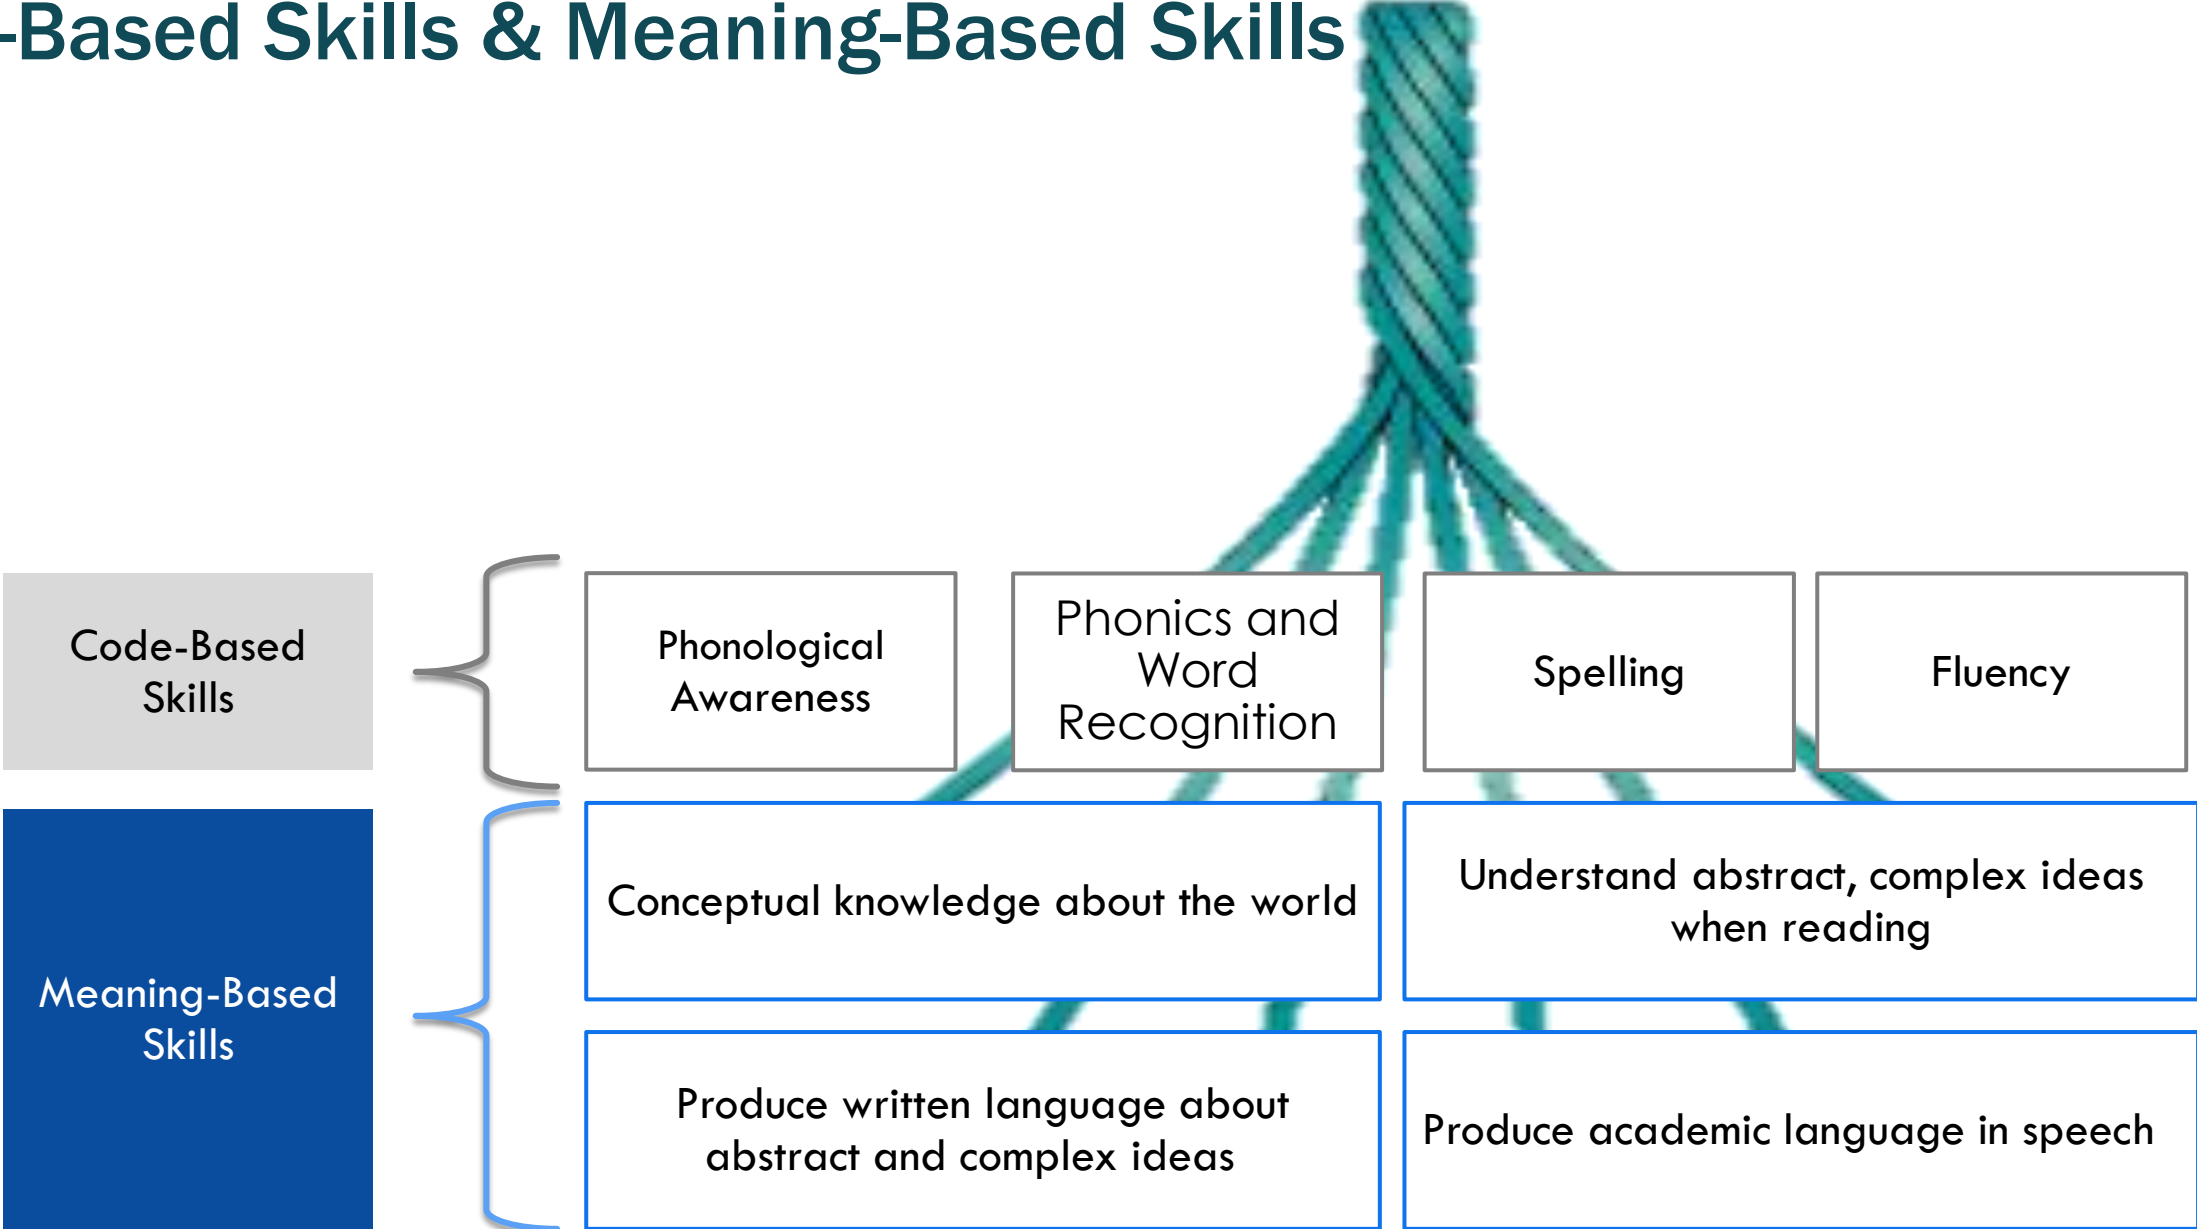 -Based Skills & Meaning-Based Skills
Code-Based
Skills
Phonological
Awareness
Phonics and
Word
Recognition
Spelling
Fluency
Meaning-Based
Skills
Conceptual knowledge about the world
Understand abstract, complex ideas
when reading
Produce written language about
abstract and complex ideas
Produce academic language in speech